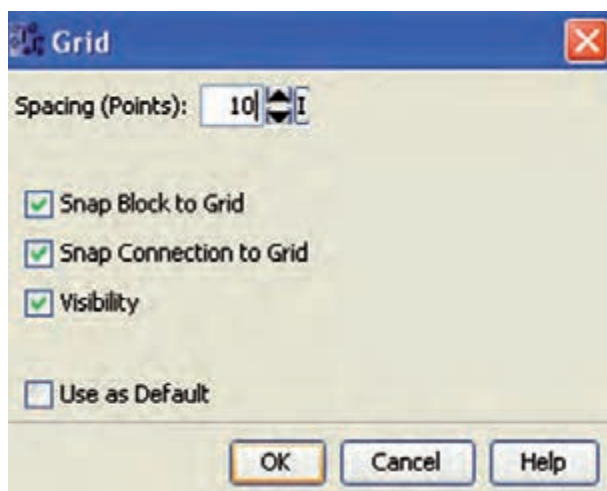 Grid
Spacing (Points): 10
Snap Block to Grid
Snap Connection to Grid
Visibility
Use as Default
OK Cancel Help